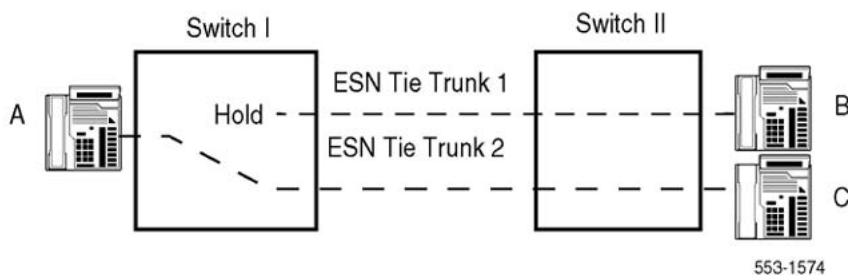 Switch I
Switch II
A
Hold
ESN Tie Trunk 1
B
ESN Tie Trunk 2
C
553-1574